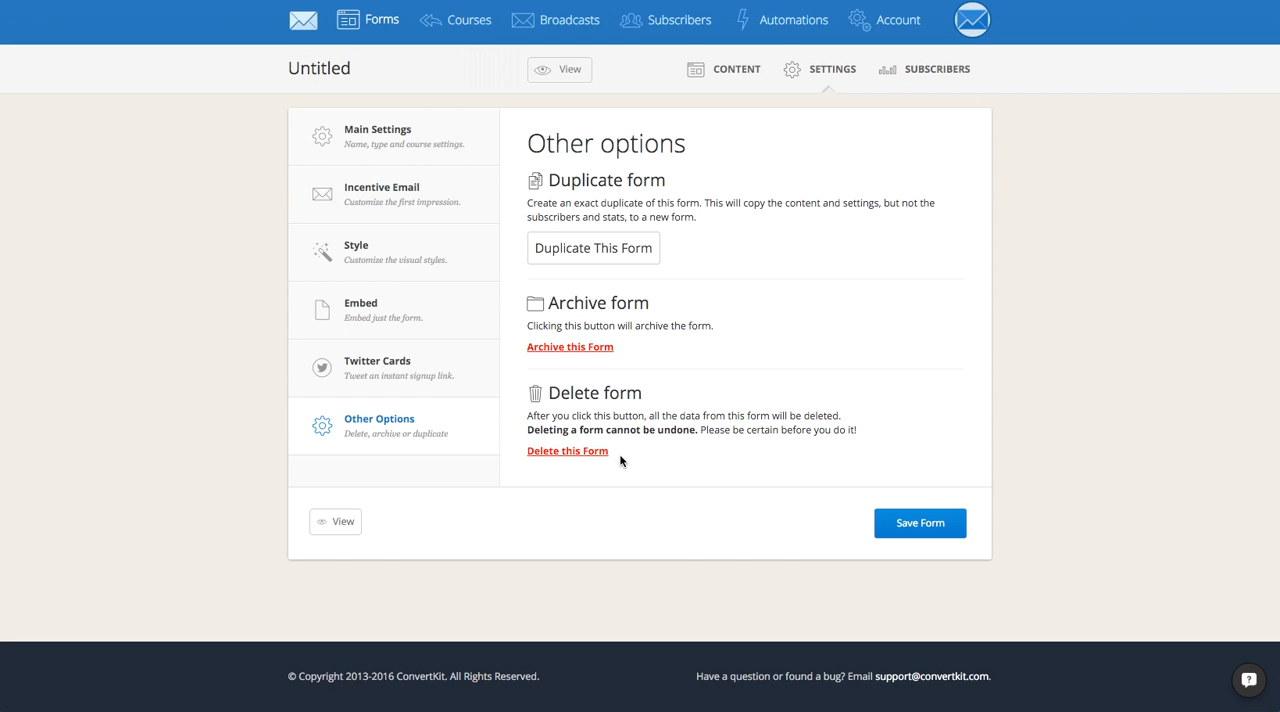 Forms
Courses
Broadcasts
Subscribers
Automations
Account
Untitled
View
CONTENT
SETTINGS
SUBSCRIBERS
Main Settings
Name, type and course settings.
Incentive Email
Customize the first impression.
Style
Customize the visual styles.
Embed
Embed just the form.
Twitter Cards
Tweet an instant signup link.
Other Options
Delete, archive or duplicate
Other options
Duplicate form
Create an exact duplicate of this form. This will copy the content and settings, but not the
subscribers and stats, to a new form.
Duplicate This Form
Archive form
Clicking this button will archive the form.
Archive this Form
Delete form
After you click this button, all the data from this form will be deleted.
Deleting a form cannot be undone. Please be certain before you do it!
Delete this Form
View
Save Form
© Copyright 2013-2016 ConvertKit. All Rights Reserved.
Have a question or found a bug? Email support@convertkit.com.